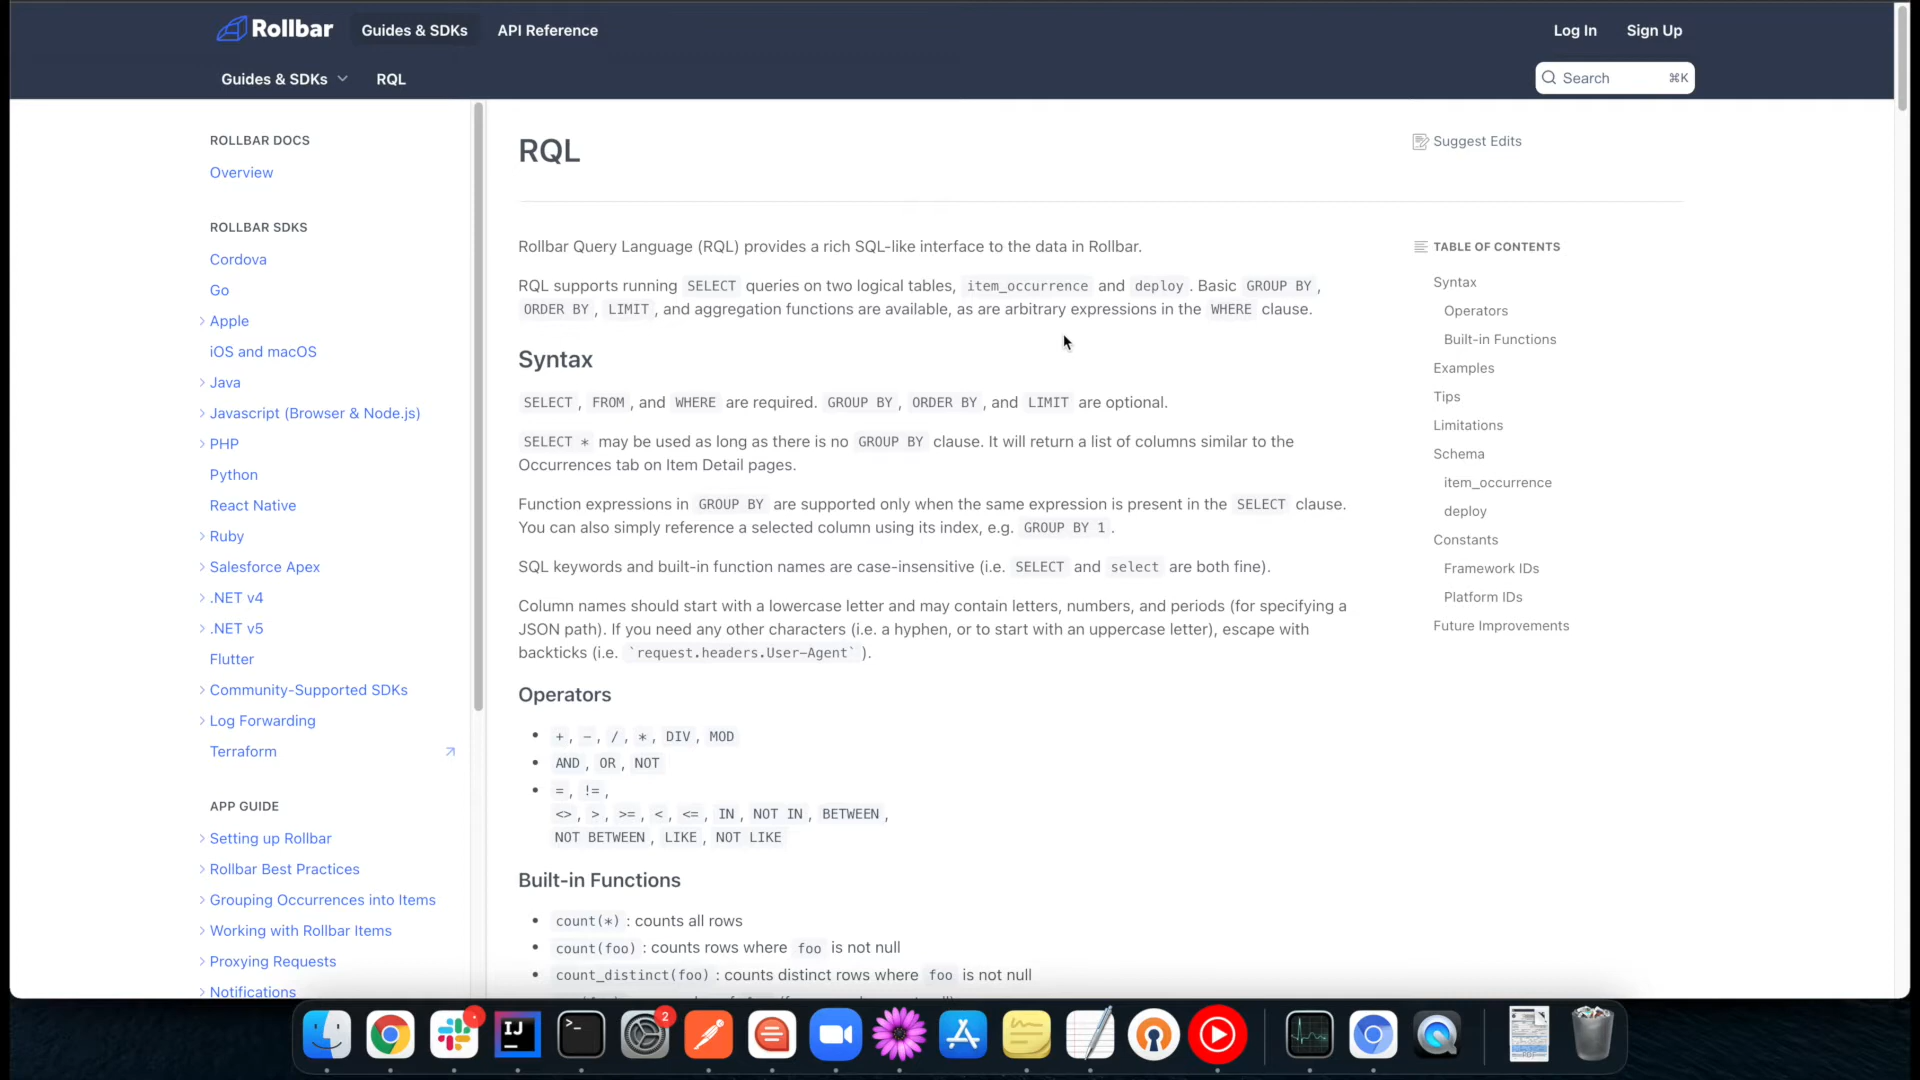 Rollbar
Guides & SDKs
API Reference
Log In
Sign Up
Guides & SDKs
RQL
Search
⌘K
ROLLBAR DOCS
Overview
ROLLBAR SDKS
Cordova
Go
Apple
iOS and macOS
Java
Javascript (Browser & Node.js)
PHP
Python
React Native
Ruby
Salesforce Apex
.NET v4
.NET v5
Flutter
Community-Supported SDKs
Log Forwarding
Terraform
APP GUIDE
Setting up Rollbar
Rollbar Best Practices
Grouping Occurrences into Items
Working with Rollbar Items
Proxying Requests
Notifications
RQL
Suggest Edits
Rollbar Query Language (RQL) provides a rich SQL-like interface to the data in Rollbar.
RQL supports running SELECT queries on two logical tables, item_occurrence and deploy . Basic GROUP BY ,
ORDER BY , LIMIT , and aggregation functions are available, as are arbitrary expressions in the WHERE clause.
Syntax
SELECT , FROM , and WHERE are required. GROUP BY , ORDER BY , and LIMIT are optional.
SELECT * may be used as long as there is no GROUP BY clause. It will return a list of columns similar to the
Occurrences tab on Item Detail pages.
Function expressions in GROUP BY are supported only when the same expression is present in the SELECT clause.
You can also simply reference a selected column using its index, e.g. GROUP BY 1 .
SQL keywords and built-in function names are case-insensitive (i.e. SELECT and select are both fine).
Column names should start with a lowercase letter and may contain letters, numbers, and periods (for specifying a
JSON path). If you need any other characters (i.e. a hyphen, or to start with an uppercase letter), escape with
backticks (i.e. `request.headers.User-Agent` ).
Operators
+ , - , / , * , DIV , MOD
AND , OR , NOT
= , != ,
<> , > , >= , < , <= , IN , NOT IN , BETWEEN ,
NOT BETWEEN , LIKE , NOT LIKE
Built-in Functions
count(*) : counts all rows
count(foo) : counts rows where foo is not null
count_distinct(foo) : counts distinct rows where foo is not null
TABLE OF CONTENTS
Syntax
Operators
Built-in Functions
Examples
Tips
Limitations
Schema
item_occurrence
deploy
Constants
Framework IDs
Platform IDs
Future Improvements
IJ
2